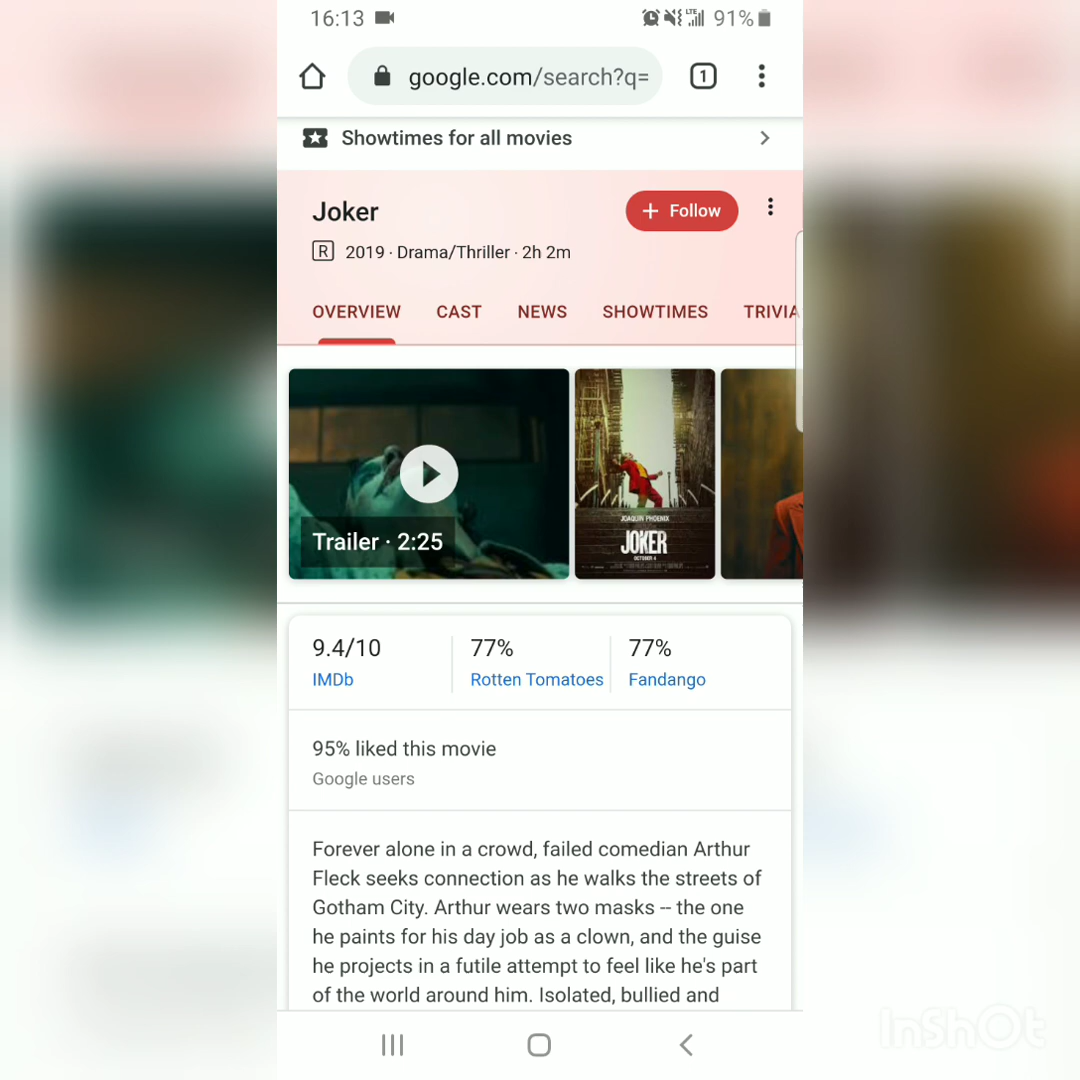 16:13 LTE 91%
google.com/search?q= 1
Showtimes for all movies
Joker
+ Follow
R 2019 · Drama/Thriller · 2h 2m
OVERVIEW CAST NEWS SHOWTIMES TRIVIA
JOAQUIN PHOENIX
JOKER
OCTOBER 4
Trailer · 2:25
9.4/10 77% 77%
IMDb Rotten Tomatoes Fandango
95% liked this movie
Google users
Forever alone in a crowd, failed comedian Arthur
Fleck seeks connection as he walks the streets of
Gotham City. Arthur wears two masks -- the one
he paints for his day job as a clown, and the guise
he projects in a futile attempt to feel like he's part
of the world around him. Isolated, bullied and
InShOt